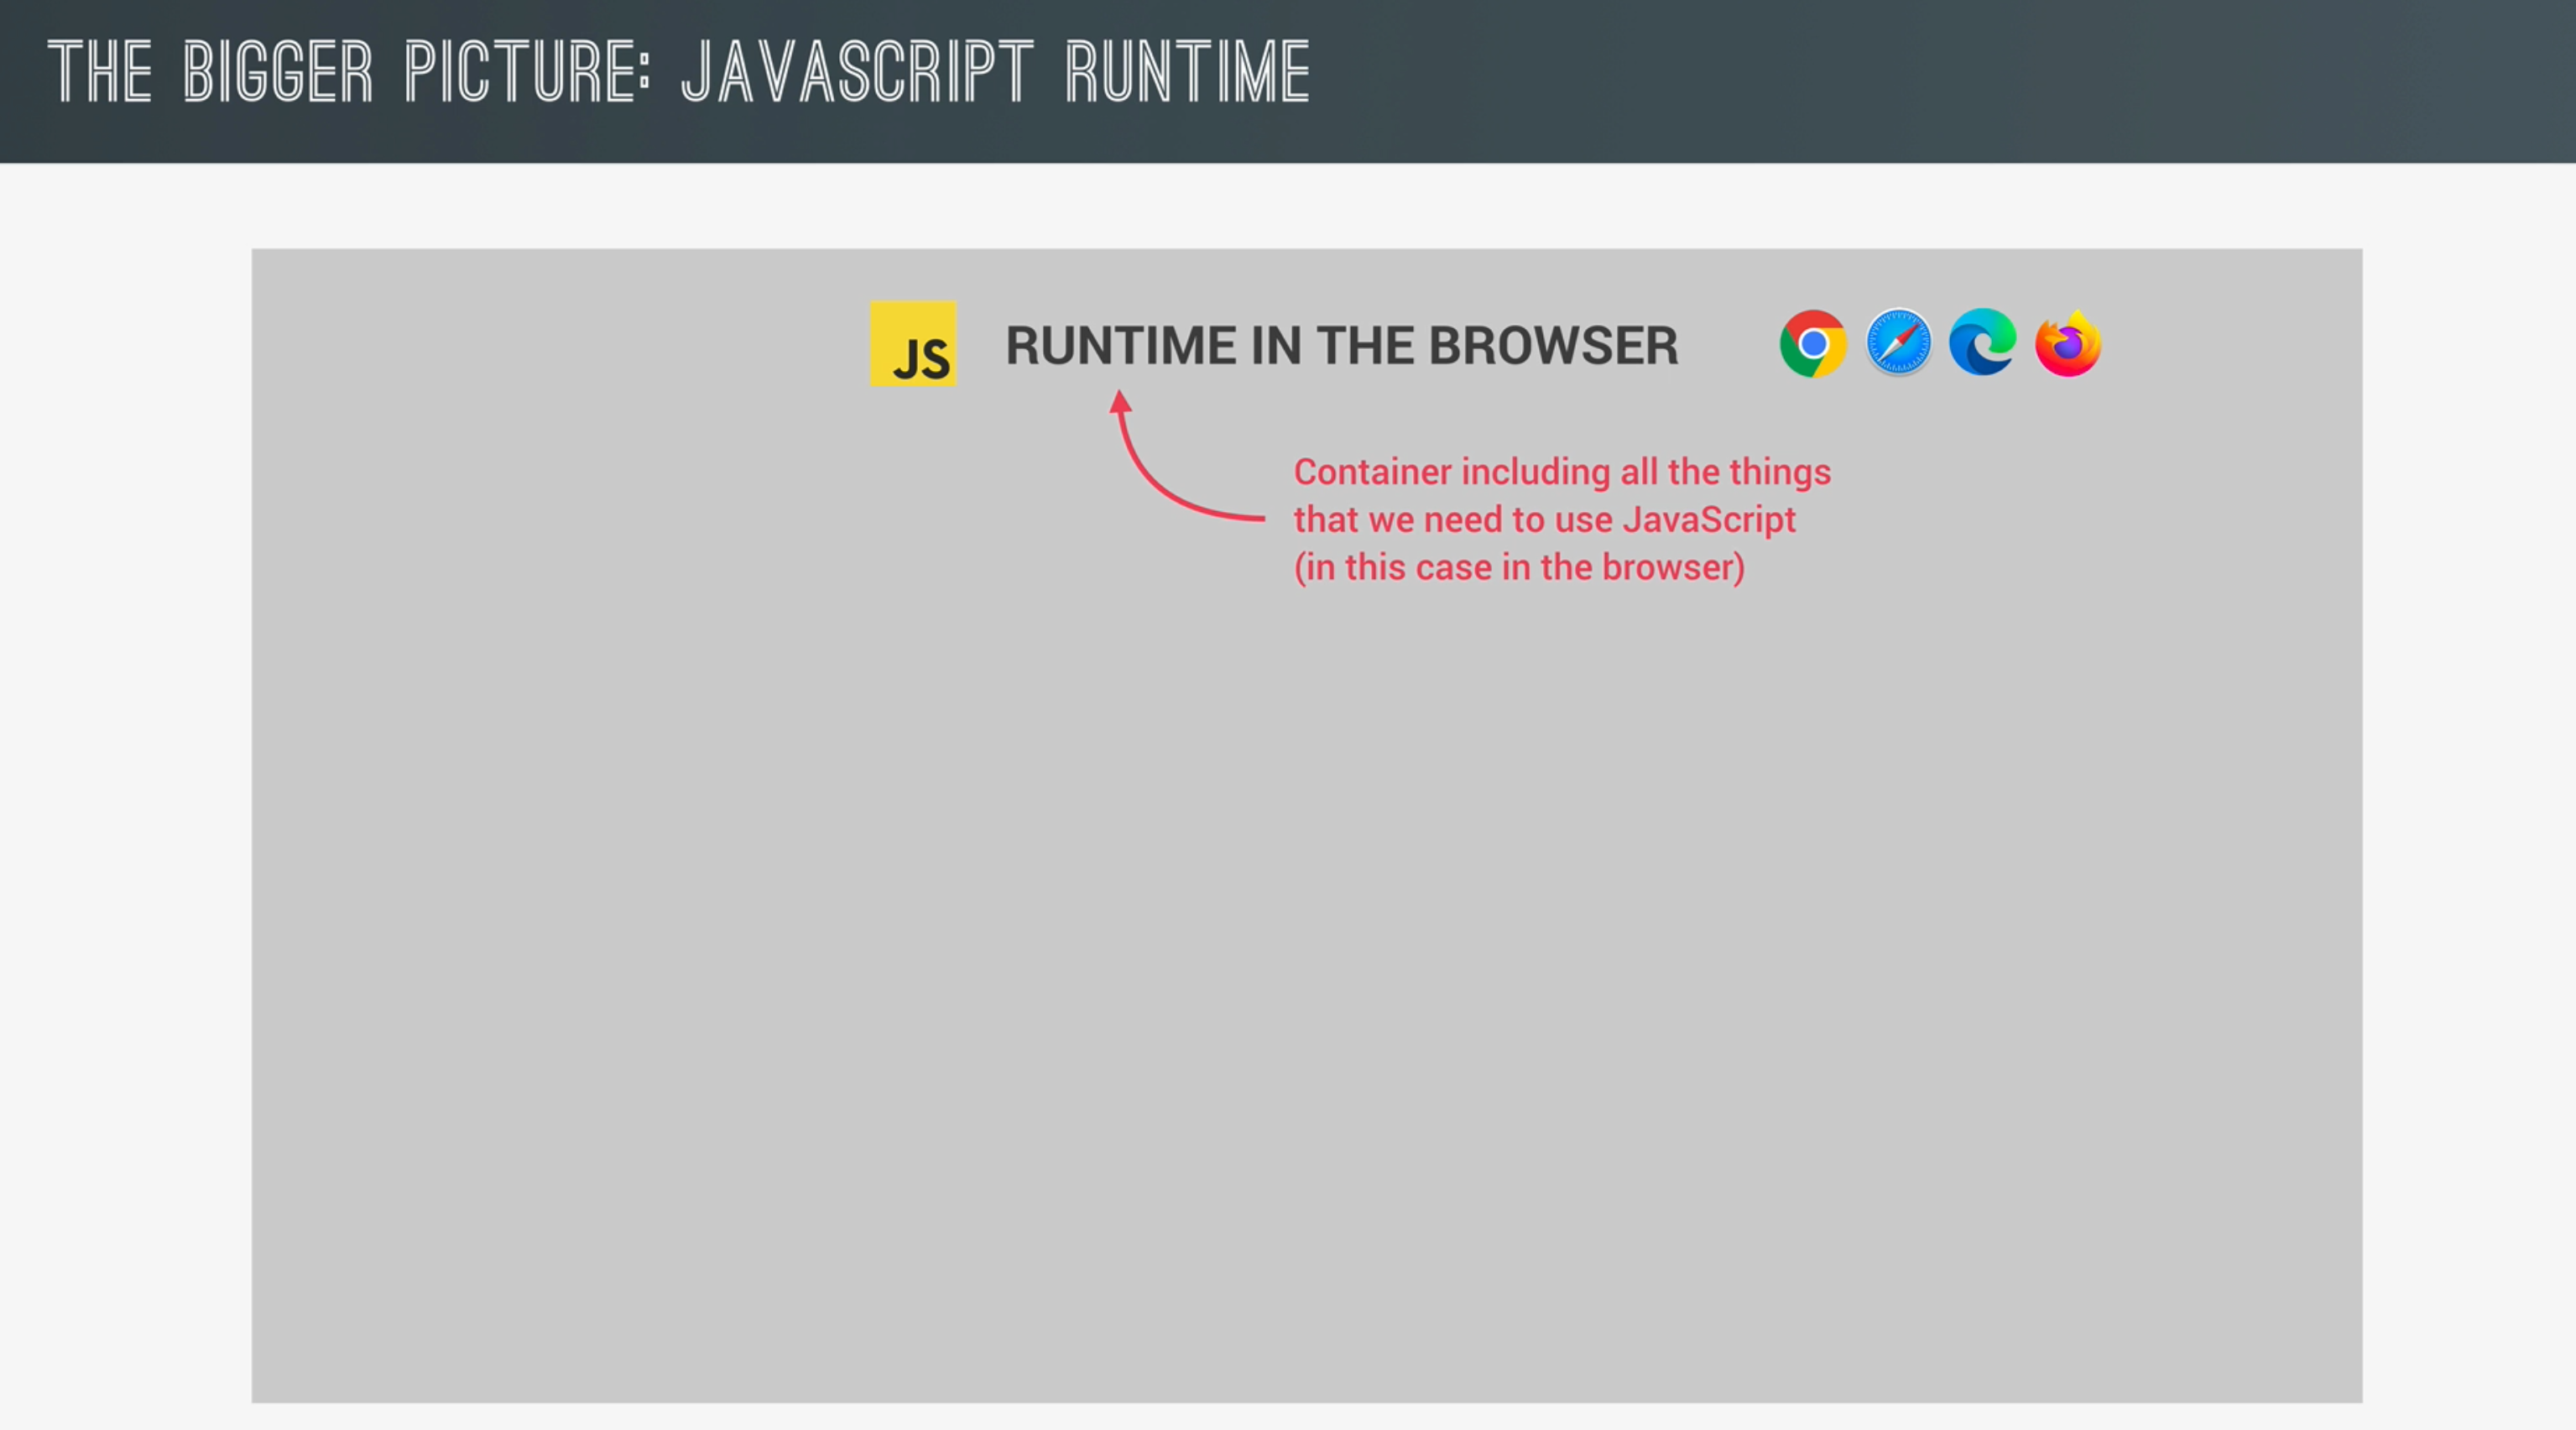 THE BIGGER PICTURE: JAVASCRIPT RUNTIME
JS RUNTIME IN THE BROWSER
Container including all the things
that we need to use JavaScript
(in this case in the browser)